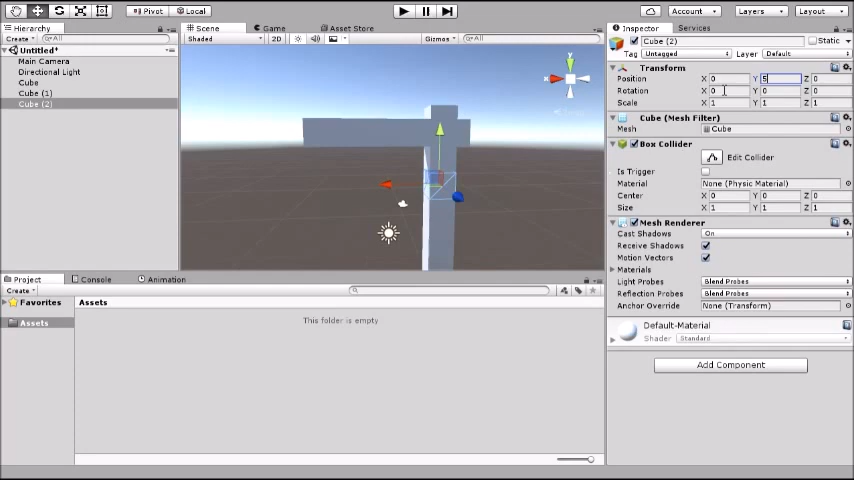 Pivot Local Account Layers Layout
Hierarchy Scene Game Asset Store Inspector Services
Create All Shaded 2D Gizmos All Cube (2) Static
Untitled* Tag Untagged Layer Default
Main Camera Transform
Directional Light Position X 0 Y 5 Z 0
Cube Rotation X 0 Y 0 Z 0
Cube (1) Scale X 1 Y 1 Z 1
Cube (2)
y
x
Cube (Mesh Filter)
Mesh Cube
Box Collider
Edit Collider
Is Trigger
Material None (Physic Material)
Center X 0 Y 0 Z 0
Size X 1 Y 1 Z 1
Mesh Renderer
Cast Shadows On
Receive Shadows
Motion Vectors
Materials
Light Probes Blend Probes
Reflection Probes Blend Probes
Anchor Override None (Transform)
Default-Material
Shader Standard
Add Component
Project Console Animation
Create
Favorites Assets
Assets This folder is empty